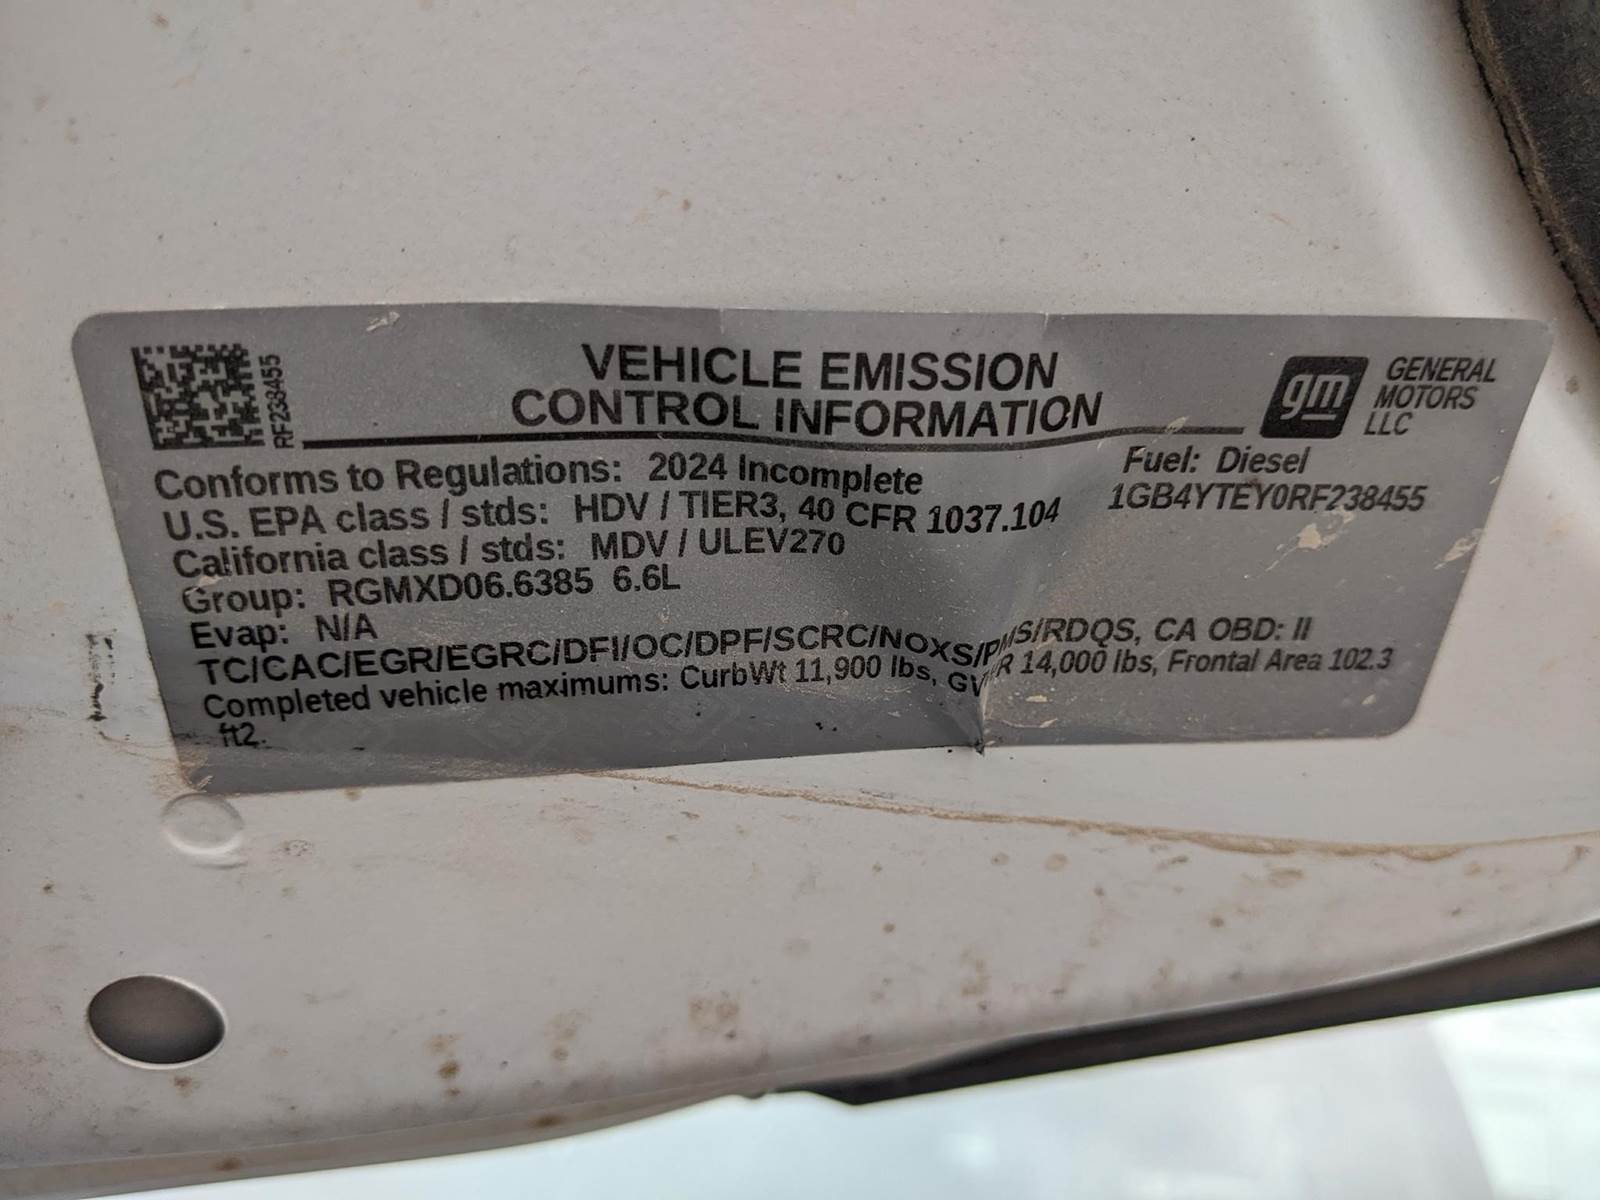 RF238455
VEHICLE EMISSION
CONTROL INFORMATION
gm
GENERAL
MOTORS
LLC
Conforms to Regulations: 2024 Incomplete
Fuel: Diesel
U.S. EPA class / stds: HDV / TIER3, 40 CFR 1037.104
1GB4YTEY0RF238455
California class / stds: MDV / ULEV270
Group: RGMXD06.6385 6.6L
Evap: N/A
TC/CAC/EGR/EGRC/DFI/OC/DPF/SCRC/NOXS/PMS/RDQS, CA OBD: II
Completed vehicle maximums: CurbWt 11,900 lbs, 14,000 lbs, Frontal Area 102.3
ft2.